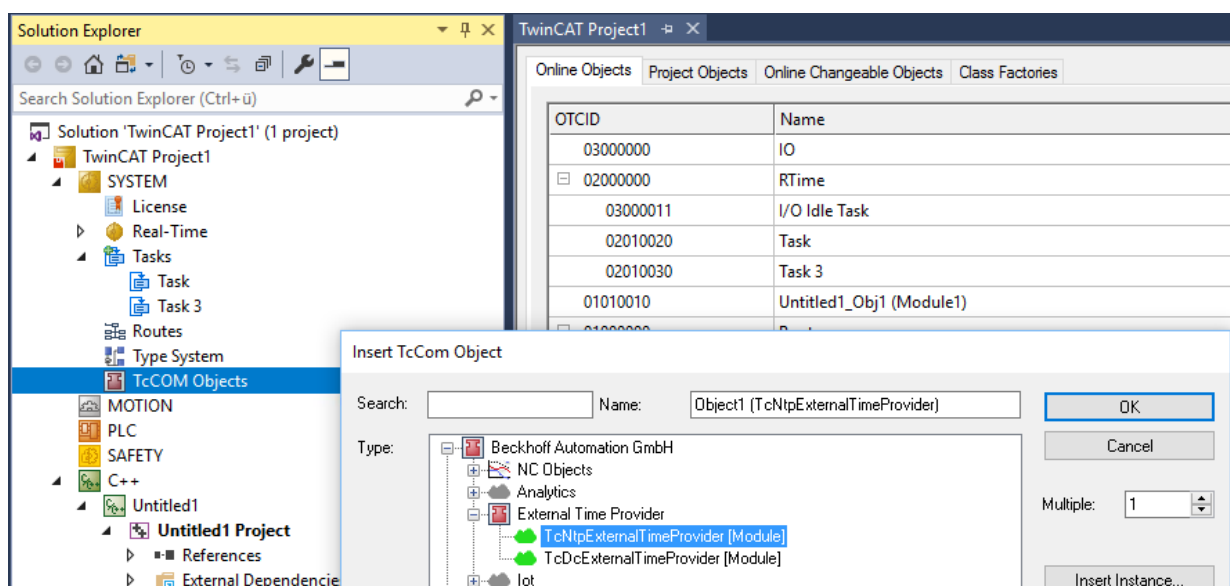 Solution Explorer
Search Solution Explorer (Ctrl+ü)
Solution 'TwinCAT Project1' (1 project)
TwinCAT Project1
SYSTEM
License
Real-Time
Tasks
Task
Task 3
Routes
Type System
TcCOM Objects
MOTION
PLC
SAFETY
C++
Untitled1
Untitled1 Project
References
External Dependencie
TwinCAT Project1
Online Objects Project Objects Online Changeable Objects Class Factories
OTCID Name
03000000 IO
02000000 RTime
03000011 I/O Idle Task
02010020 Task
02010030 Task 3
01010010 Untitled1_Obj1 (Module1)
Insert TcCom Object
Search: Name: Object1 (TcNtpExternalTimeProvider) OK
Type: Beckhoff Automation GmbH Cancel
NC Objects
Analytics
External Time Provider Multiple: 1
TcNtpExternalTimeProvider [Module]
TcDcExternalTimeProvider [Module]
Iot Insert Instance...